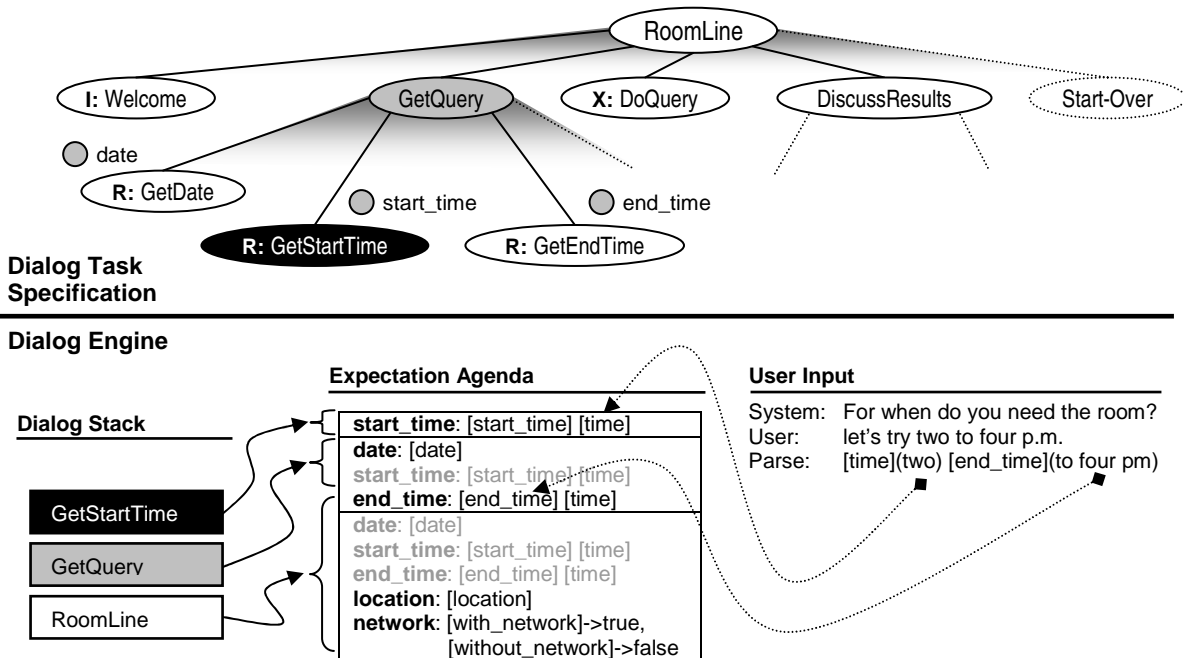 RoomLine
I: Welcome
GetQuery
X: DoQuery
DiscussResults
Start-Over
date
R: GetDate
start_time
end_time
R: GetStartTime
R: GetEndTime
Dialog Task
Specification
Dialog Engine
Expectation Agenda
User Input
Dialog Stack
start_time: [start_time] [time]
date: [date]
start_time: [start_time] [time]
end_time: [end_time] [time]
date: [date]
start_time: [start_time] [time]
end_time: [end_time] [time]
location: [location]
network: [with_network]->true,
[without_network]->false
System: For when do you need the room?
User: let's try two to four p.m.
Parse: [time](two) [end_time](to four pm)
GetStartTime
GetQuery
RoomLine